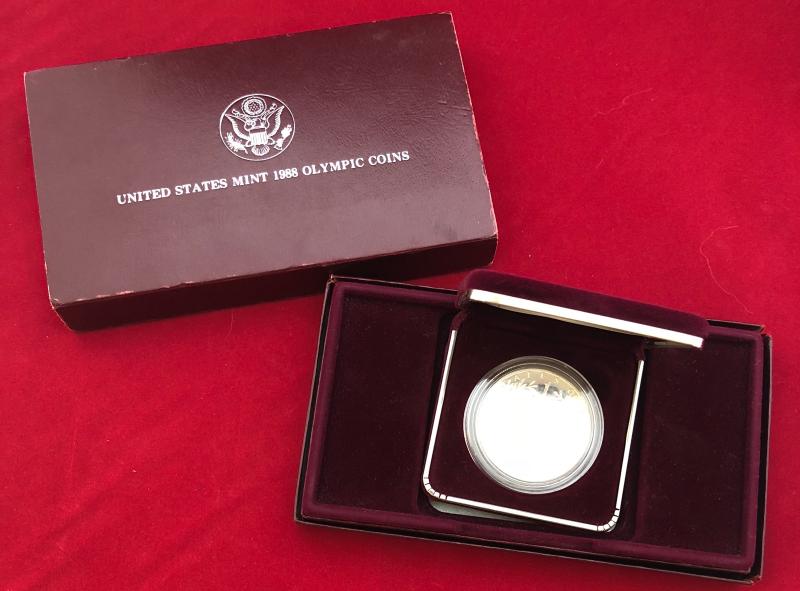 UNITED STATES MINT 1988 OLYMPIC COINS